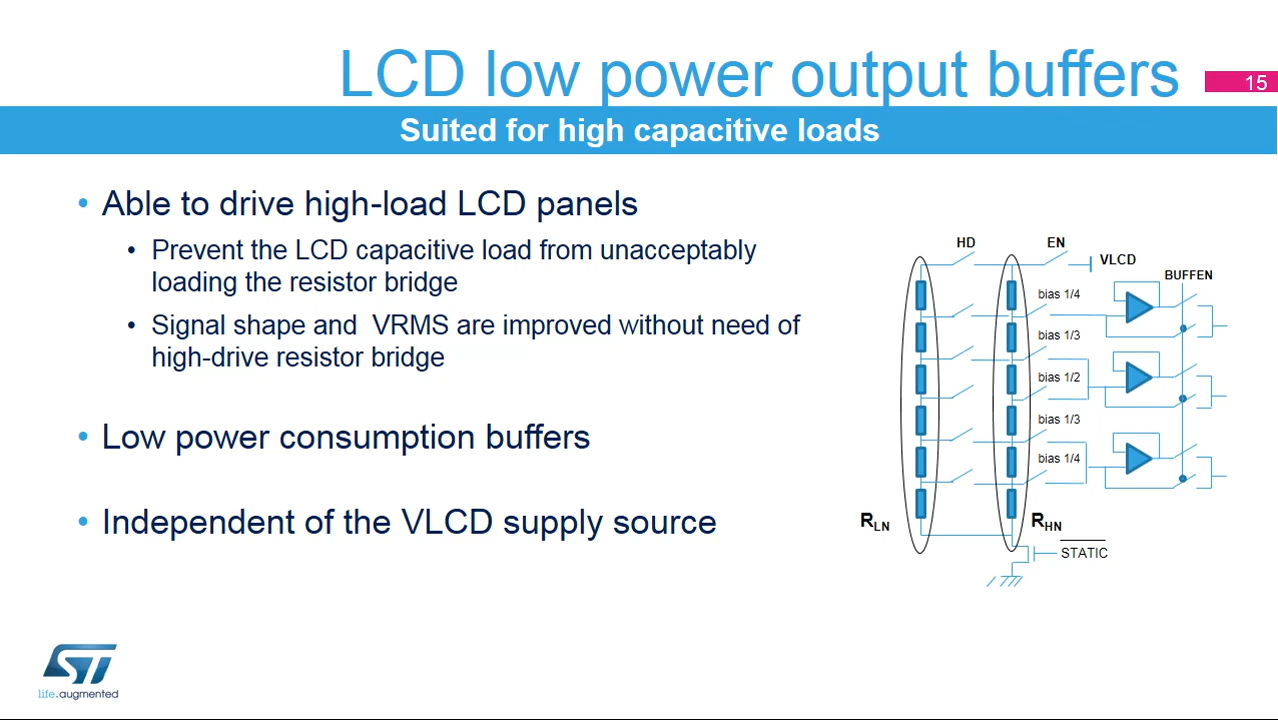 LCD low power output buffers
15
Suited for high capacitive loads
• Able to drive high-load LCD panels
• Prevent the LCD capacitive load from unacceptably
loading the resistor bridge
• Signal shape and VRMS are improved without need of
high-drive resistor bridge
• Low power consumption buffers
• Independent of the VLCD supply source
HD
EN
VLCD
BUFFEN
bias 1/4
bias 1/3
bias 1/2
bias 1/3
bias 1/4
RLN
RHN
STATIC
ST
life.augmented